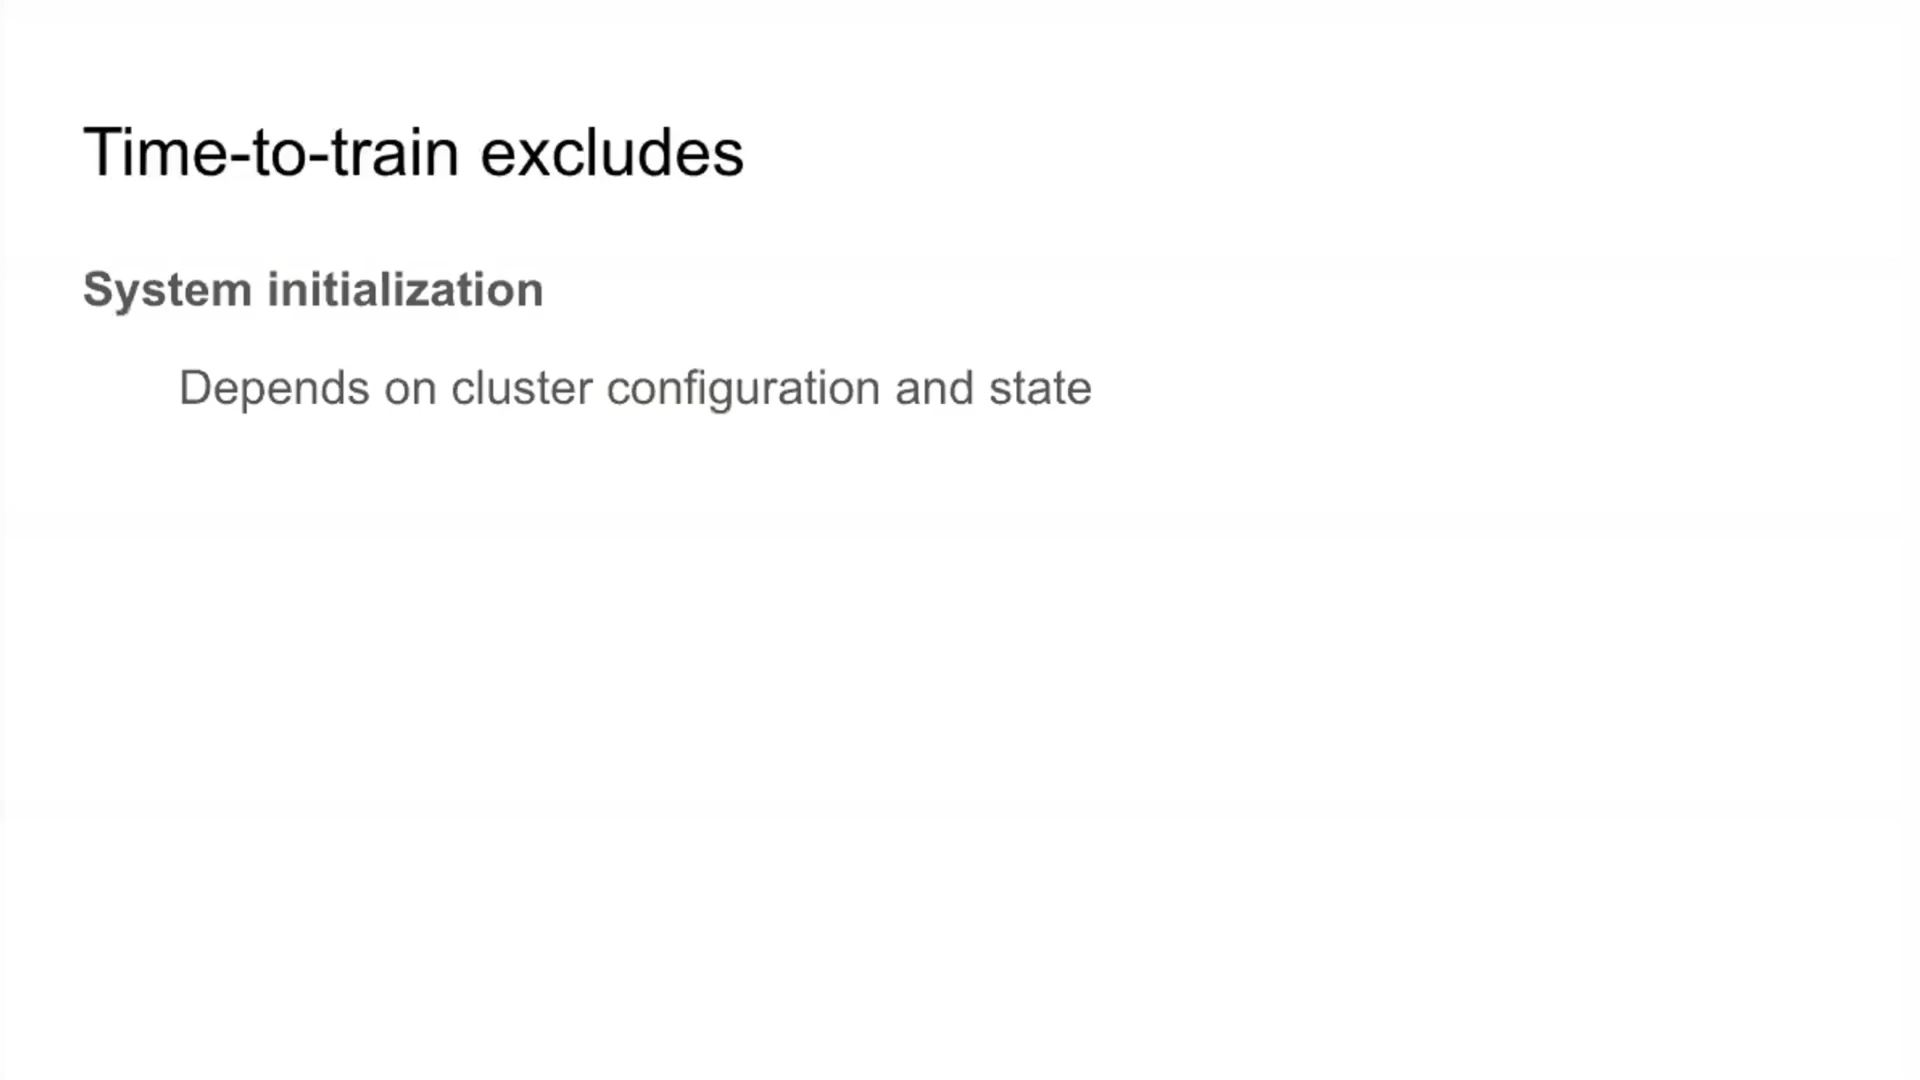 Time-to-train excludes
System initialization
Depends on cluster configuration and state